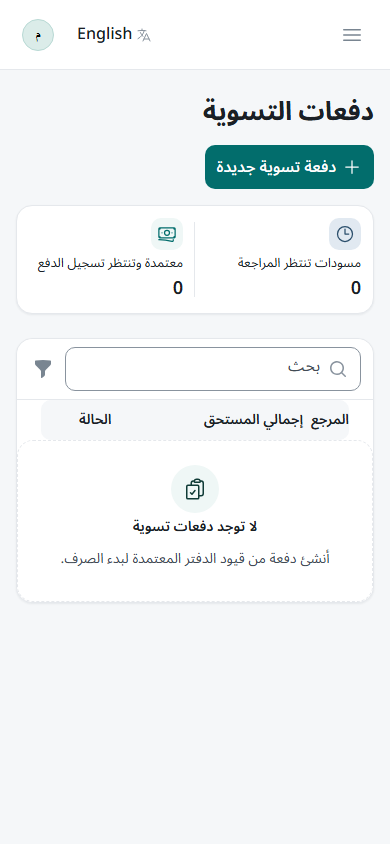 م
English
دفعات التسوية
دفعة تسوية جديدة
مسودات تنتظر المراجعة
0
معتمدة وتنتظر تسجيل الدفع
0
بحث
المرجع إجمالي المستحق الحالة
لا توجد دفعات تسوية
أنشئ دفعة من قيود الدفتر المعتمدة لبدء الصرف.